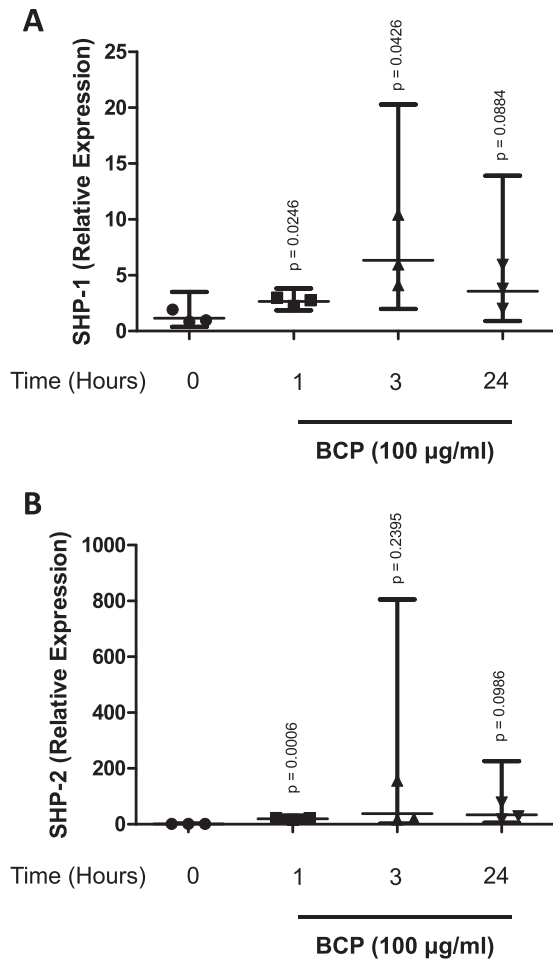 A
SHP-1 (Relative Expression)
25
20
15
10
5
0
p = 0.0246
p = 0.0426
p = 0.0884
Time (Hours) 0 1 3 24
BCP (100 µg/ml)
B
SHP-2 (Relative Expression)
1000
800
600
400
200
0
p = 0.0006
p = 0.2395
p = 0.0986
Time (Hours) 0 1 3 24
BCP (100 µg/ml)